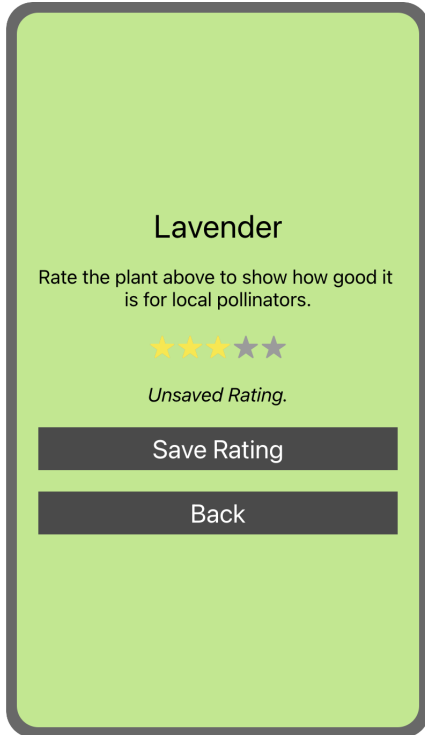 Lavender
Rate the plant above to show how good it
is for local pollinators.
Unsaved Rating.
Save Rating
Back